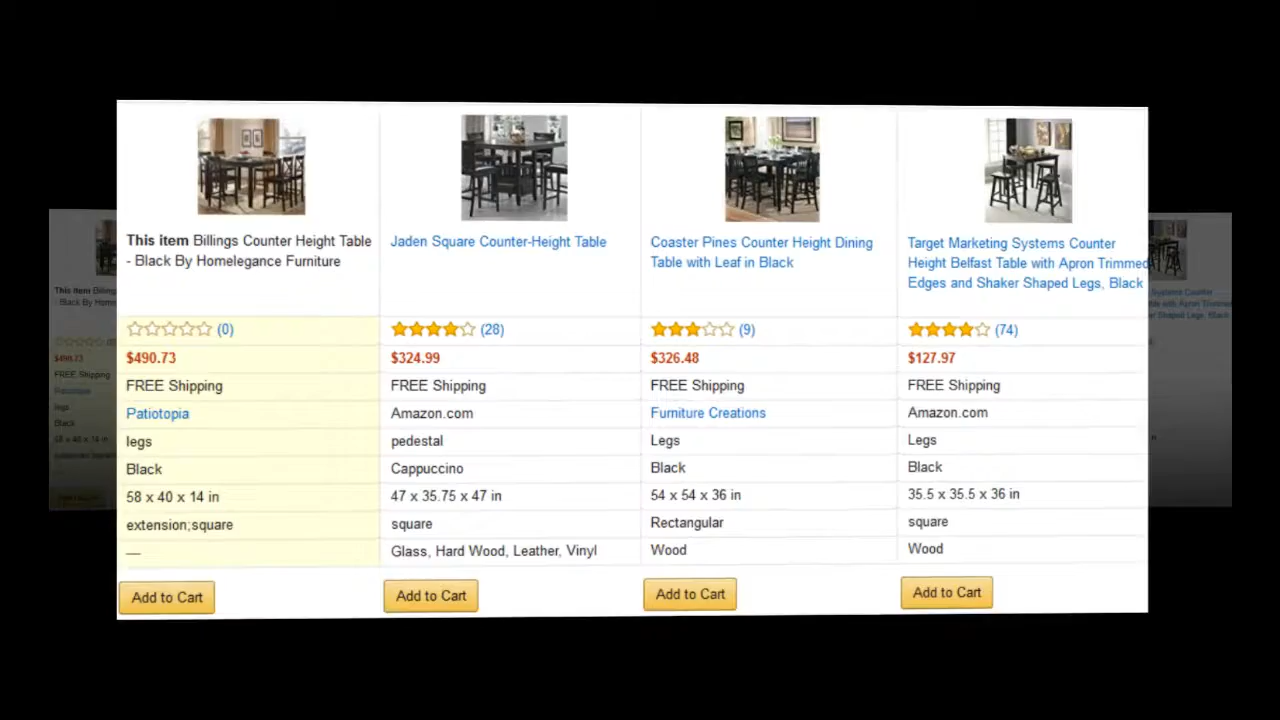 This item Billings Counter Height Table
- Black By Homelegance Furniture
(0)
$490.73
FREE Shipping
Patiotopia
legs
Black
58 x 40 x 14 in
extension;square
—
Add to Cart
Jaden Square Counter-Height Table
(28)
$324.99
FREE Shipping
Amazon.com
pedestal
Cappuccino
47 x 35.75 x 47 in
square
Glass, Hard Wood, Leather, Vinyl
Add to Cart
Coaster Pines Counter Height Dining
Table with Leaf in Black
(9)
$326.48
FREE Shipping
Furniture Creations
Legs
Black
54 x 54 x 36 in
Rectangular
Wood
Add to Cart
Target Marketing Systems Counter
Height Belfast Table with Apron Trimmed
Edges and Shaker Shaped Legs, Black
(74)
$127.97
FREE Shipping
Amazon.com
Legs
Black
35.5 x 35.5 x 36 in
square
Wood
Add to Cart